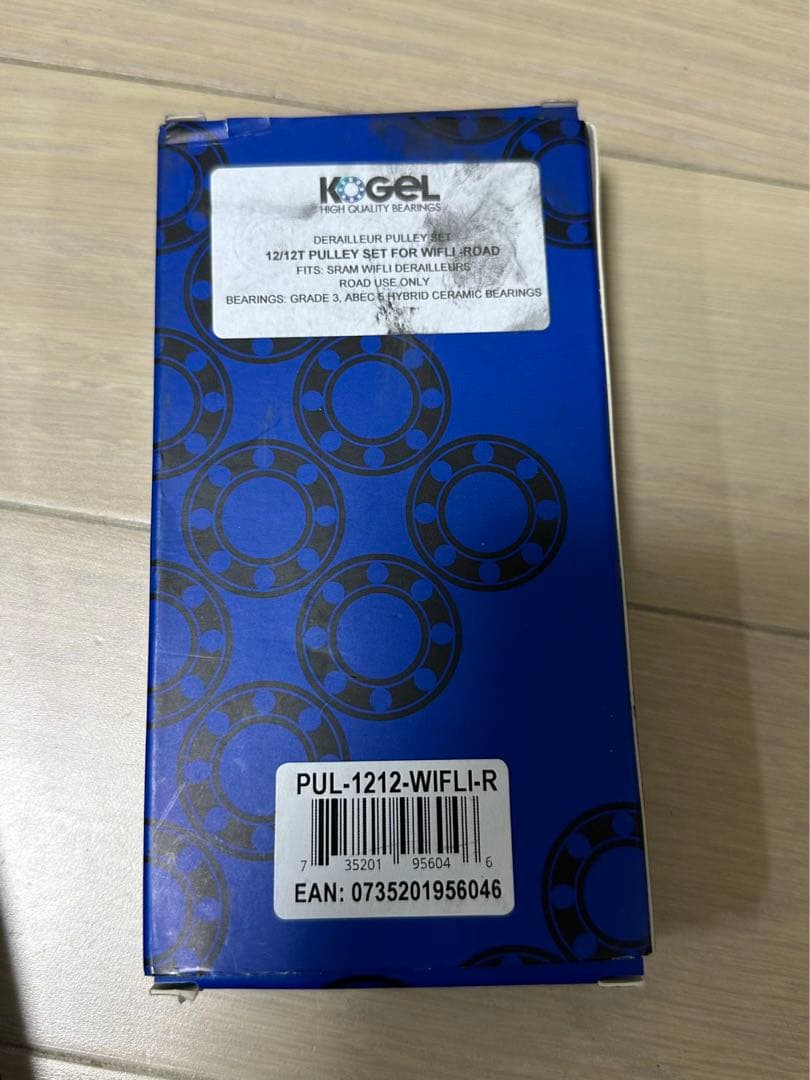 KOGEL
HIGH QUALITY BEARINGS
DERAILLEUR PULLEY SET
12/12T PULLEY SET FOR WIFLI -ROAD
FITS: SRAM WIFLI DERAILLEURS
ROAD USE ONLY
BEARINGS: GRADE 3, ABEC 5 HYBRID CERAMIC BEARINGS
PUL-1212-WIFLI-R
7 35201 95604 6
EAN: 0735201956046